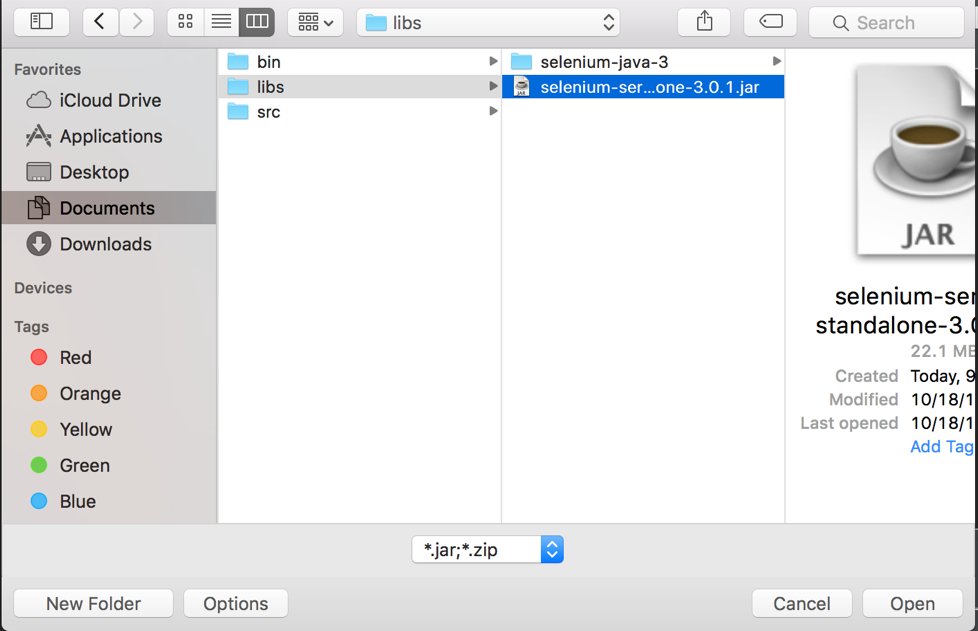 libs
Search
Favorites
iCloud Drive
Applications
Desktop
Documents
Downloads
Devices
Tags
Red
Orange
Yellow
Green
Blue
bin
libs
src
selenium-java-3
JAR
selenium-ser...one-3.0.1.jar
JAR
selenium-ser
standalone-3.0
22.1 MB
Created Today, 9
Modified 10/18/1
Last opened 10/18/1
Add Tag
*.jar;*.zip
New Folder
Options
Cancel
Open